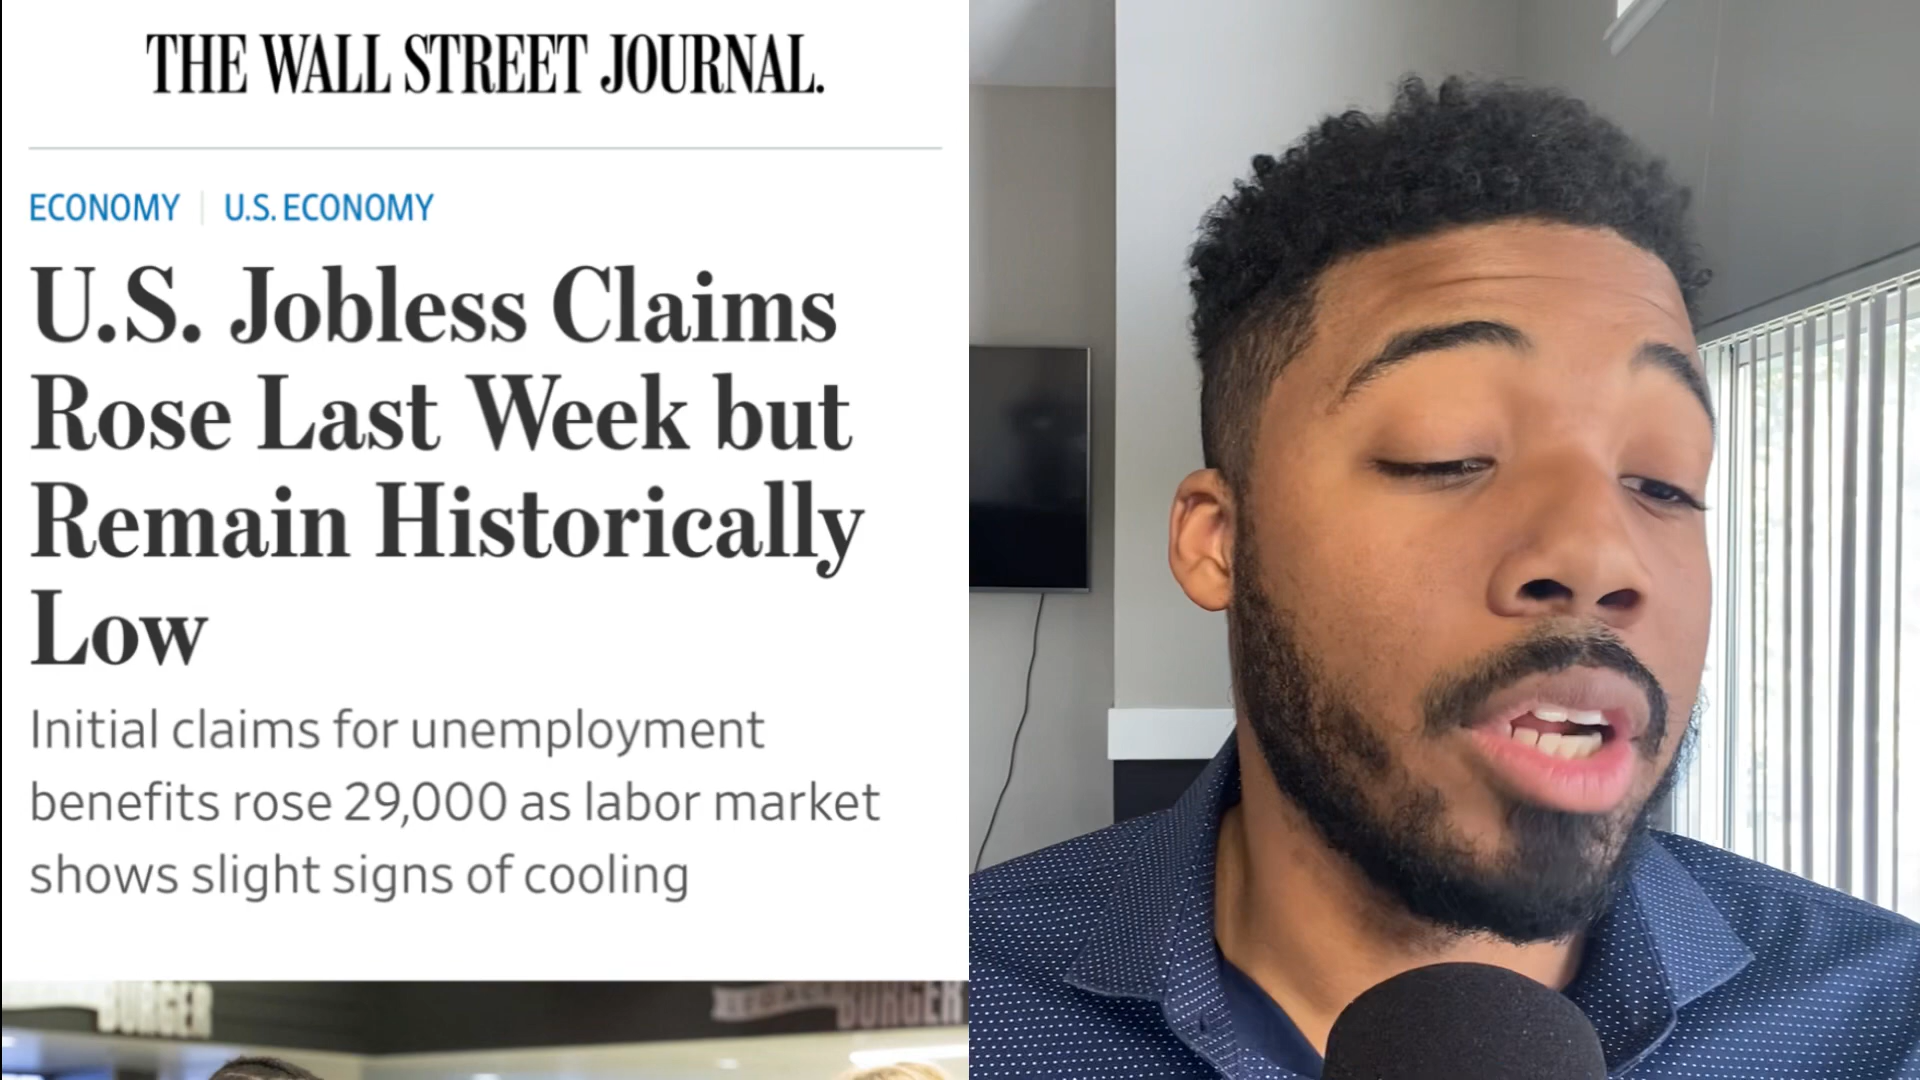 THE WALL STREET JOURNAL.
ECONOMY | U.S. ECONOMY
U.S. Jobless Claims
Rose Last Week but
Remain Historically
Low
Initial claims for unemployment
benefits rose 29,000 as labor market
shows slight signs of cooling
BURGER
BURGER